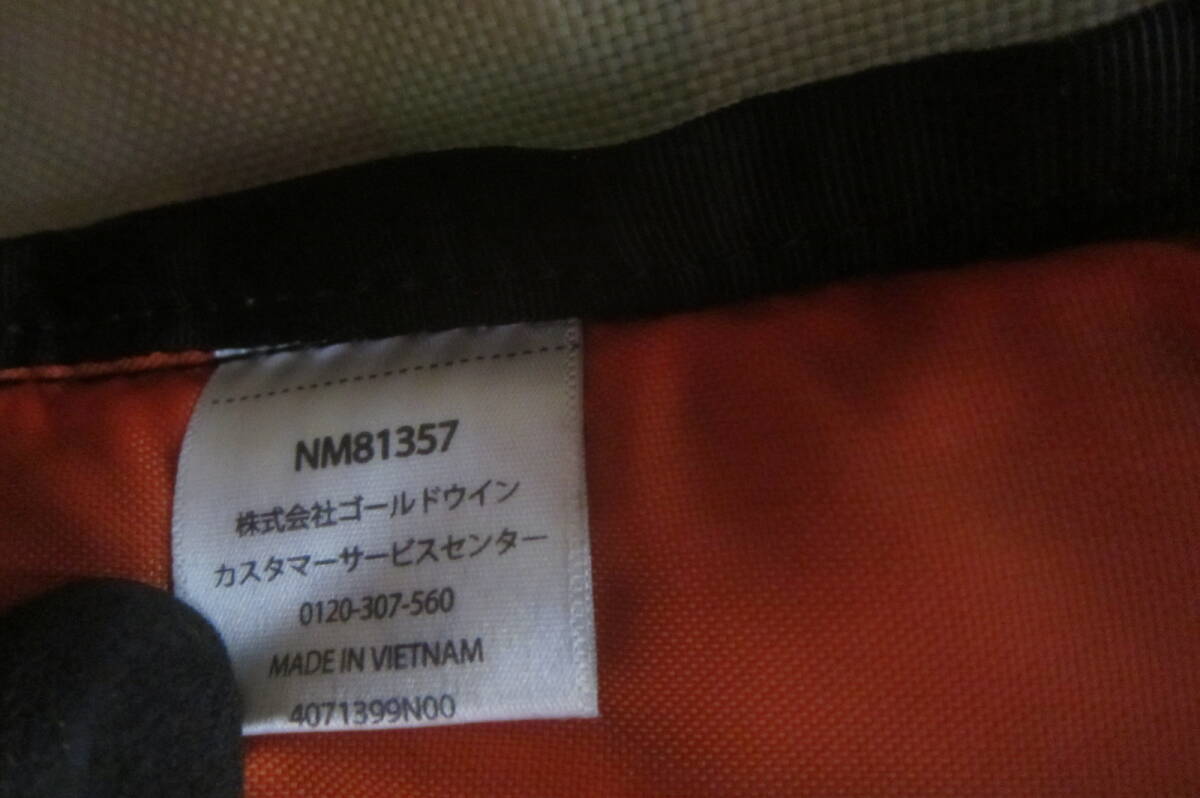 NM81357
株式会社ゴールドウイン
カスタマーサービスセンター
0120-307-560
MADE IN VIETNAM
4071399N00